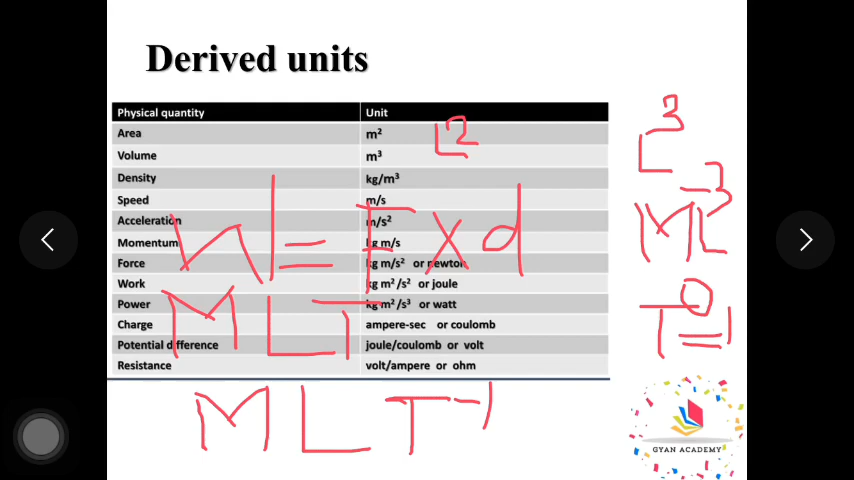 Derived units
Physical quantity Unit
Area m²
L²
Volume m³
Density kg/m³
Speed m/s
Acceleration m/s²
Momentum kg m/s
Force kg m/s² or newton
Work kg m²/s² or joule
Power kg m²/s³ or watt
Charge ampere-sec or coulomb
Potential difference joule/coulomb or volt
Resistance volt/ampere or ohm
W = F x d
M L T
M L T⁻¹
L³
ML⁻³
T⁰=1
GYAN ACADEMY